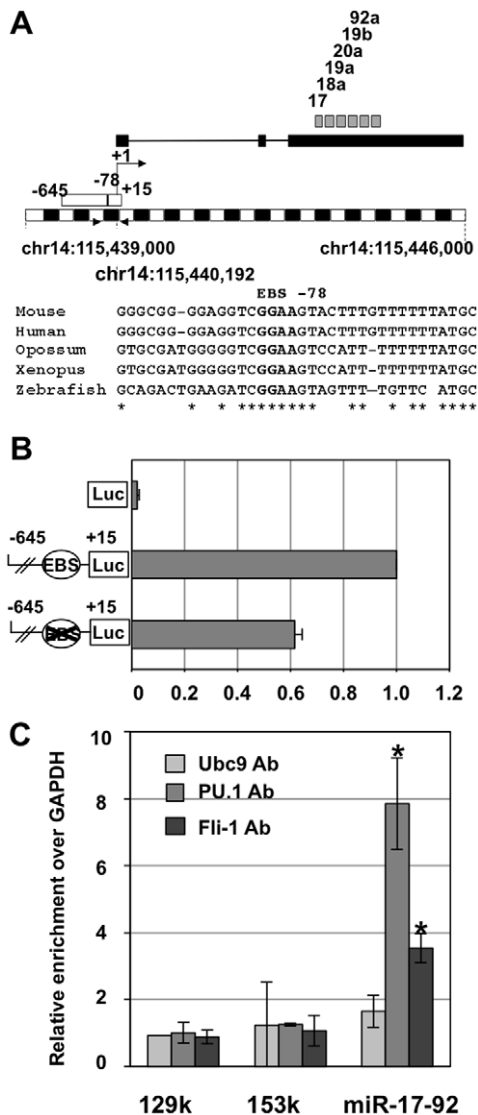 A
92a
19b
20a
19a
18a
17
+1
-645
-78
+15
chr14:115,439,000
chr14:115,446,000
chr14:115,440,192
EBS -78
Mouse GGGCGG-GGAGGTCGGAAGTACTTTGTTTTTTATGC
Human GGGCGG-GGAGGTCGGAAGTACTTTGTTTTTTATGC
Opossum GTGCGATGGGGGTCGGAAGTCCATT-TTTTTTATGC
Xenopus GTGCGATGGGGGTCGGAAGTCCATT-TTTTTTATGC
Zebrafish GCAGACTGAAGATCGGAAGTAGTTT-TGTTC ATGC
* * * ******** ** * ** ****
B
Luc
-645 +15
EBS Luc
-645 +15
EBS Luc
0 0.2 0.4 0.6 0.8 1.0 1.2
C
Relative enrichment over GAPDH
10
8
6
4
2
0
Ubc9 Ab
PU.1 Ab
Fli-1 Ab
*
*
129k 153k miR-17-92